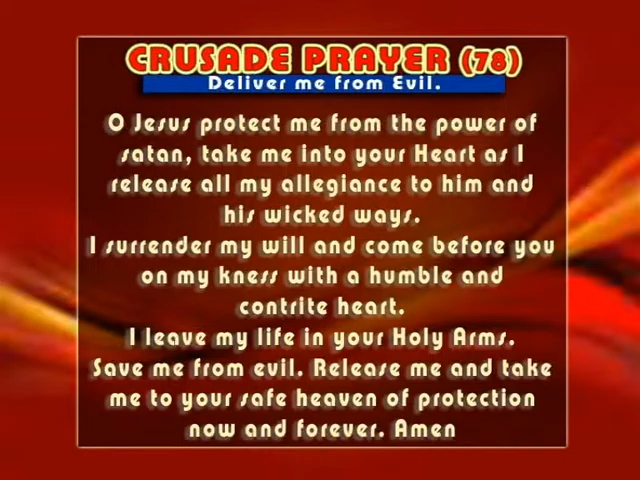 CRUSADE PRAYER (78)
Deliver me from Evil.
O Jesus protect me from the power of
satan, take me into your Heart as I
release all my allegiance to him and
his wicked ways.
I surrender my will and come before you
on my kness with a humble and
contrite heart.
I leave my life in your Holy Arms.
Save me from evil. Release me and take
me to your safe heaven of protection
now and forever. Amen